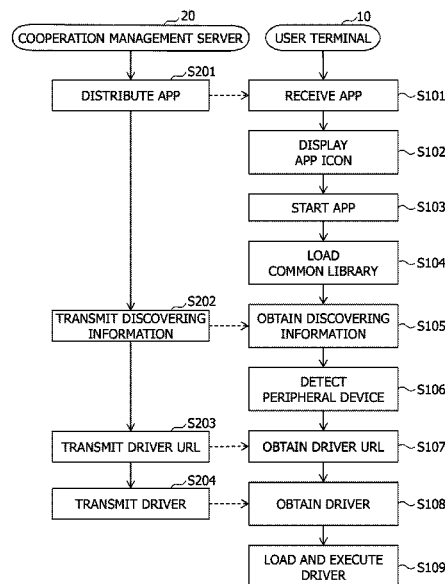 20
COOPERATION MANAGEMENT SERVER
10
USER TERMINAL
S201
DISTRIBUTE APP
RECEIVE APP
S101
DISPLAY
APP ICON
S102
START APP
S103
LOAD
COMMON LIBRARY
S104
S202
TRANSMIT DISCOVERING
INFORMATION
OBTAIN DISCOVERING
INFORMATION
S105
DETECT
PERIPHERAL DEVICE
S106
S203
TRANSMIT DRIVER URL
OBTAIN DRIVER URL
S107
S204
TRANSMIT DRIVER
OBTAIN DRIVER
S108
LOAD AND EXECUTE
DRIVER
S109